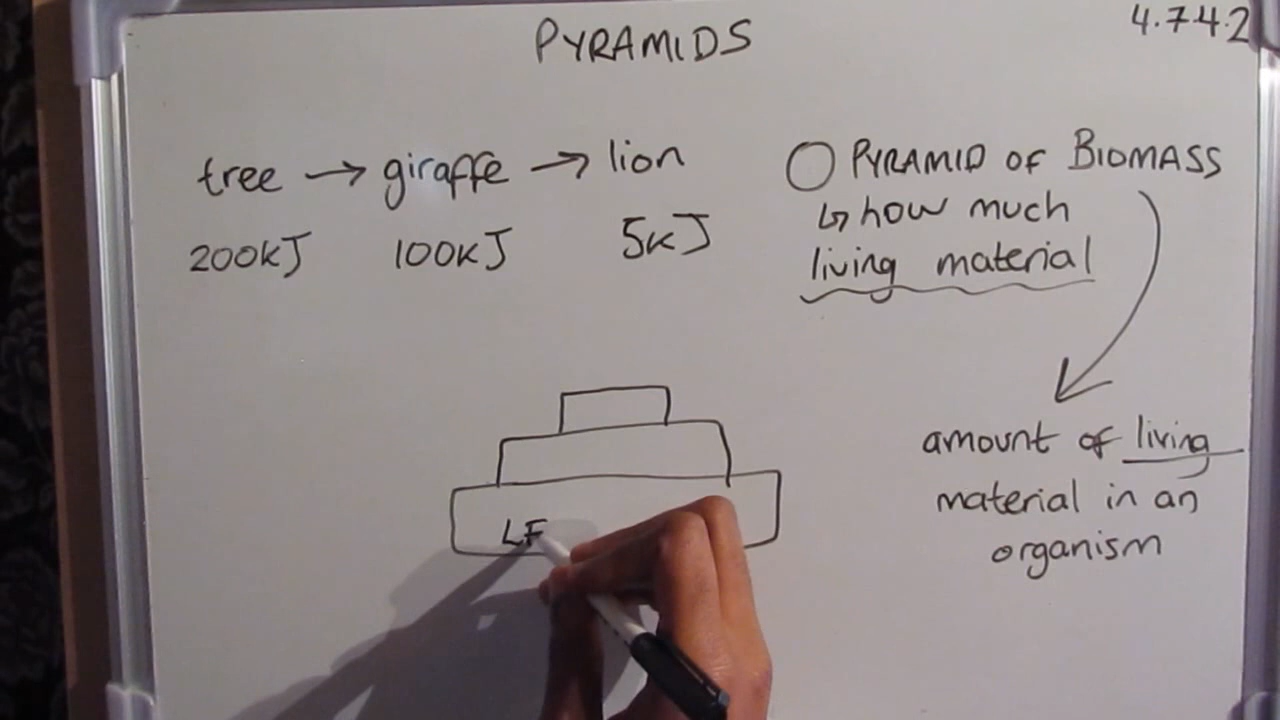 PYRAMIDS
4.7.4.2
tree → giraffe → lion
200kJ 100kJ 5kJ
○ PYRAMID OF BIOMASS
↳ how much
living material
amount of living
material in an
organism
LF